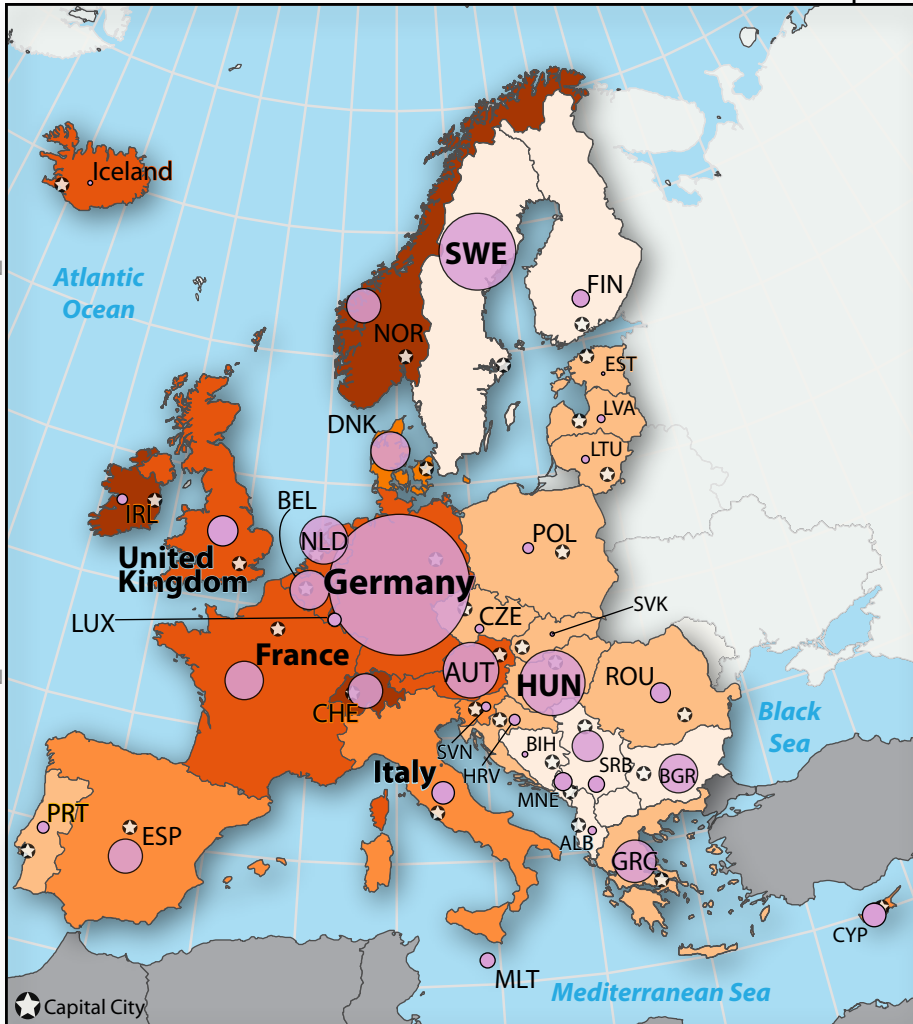 Iceland
Atlantic
Ocean
SWE
FIN
NOR
EST
LVA
DNK
LTU
BEL
IRL
NLD
POL
United
Kingdom
Germany
SVK
LUX
CZE
France
AUT
HUN
ROU
CHE
Black
Sea
SVN
BIH
HRV
SRB
Italy
BGR
MNE
PRT
ESP
ALB
GRC
CYP
MLT
Mediterranean Sea
Capital City